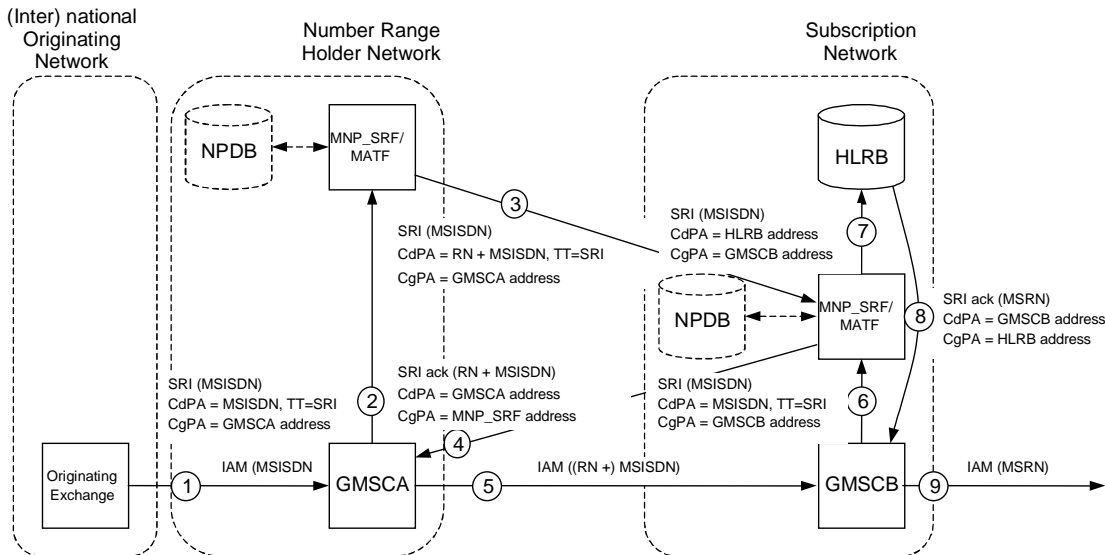 (Inter) national
Originating
Network
Number Range
Holder Network
Subscription
Network
NPDB
MNP_SRF/
MATF
HLRB
3
SRI (MSISDN)
CdPA = RN + MSISDN, TT=SRI
CgPA = GMSCA address
SRI (MSISDN)
CdPA = HLRB address
CgPA = GMSCB address
7
NPDB
MNP_SRF/
MATF
8
SRI ack (MSRN)
CdPA = GMSCB address
CgPA = HLRB address
SRI (MSISDN)
CdPA = MSISDN, TT=SRI
CgPA = GMSCA address
2
SRI ack (RN + MSISDN)
CdPA = GMSCA address
CgPA = MNP_SRF address
4
SRI (MSISDN)
CdPA = MSISDN, TT=SRI
CgPA = GMSCB address
6
Originating
Exchange
1
IAM (MSISDN
GMSCA
5
IAM ((RN +) MSISDN)
GMSCB
9
IAM (MSRN)